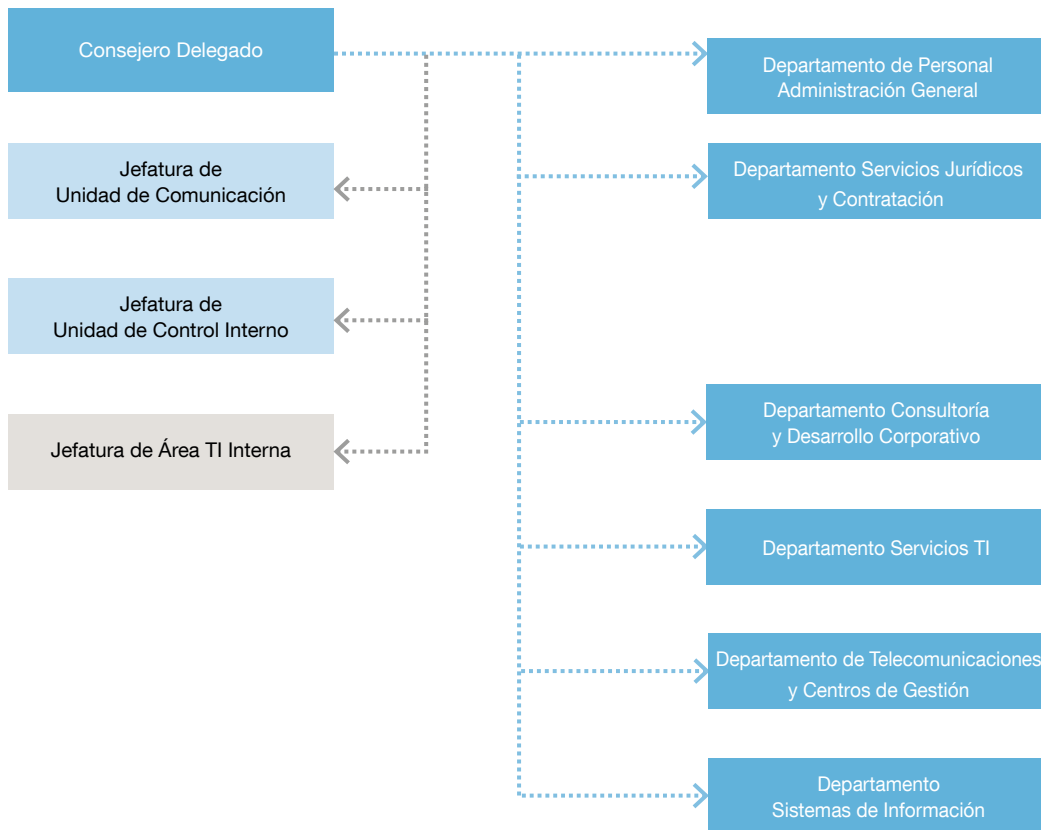 Consejero Delegado
Jefatura de
Unidad de Comunicación
Jefatura de
Unidad de Control Interno
Jefatura de Área TI Interna
Departamento de Personal
Administración General
Departamento Servicios Jurídicos
y Contratación
Departamento Consultoría
y Desarrollo Corporativo
Departamento Servicios TI
Departamento de Telecomunicaciones
y Centros de Gestión
Departamento
Sistemas de Información